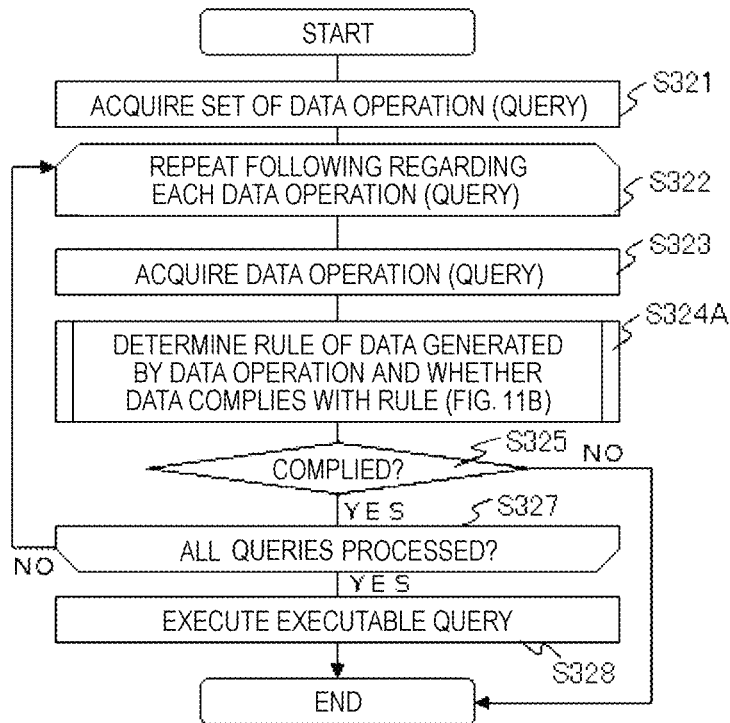 START
ACQUIRE SET OF DATA OPERATION (QUERY)
S321
REPEAT FOLLOWING REGARDING
EACH DATA OPERATION (QUERY)
S322
S323
ACQUIRE DATA OPERATION (QUERY)
S324A
DETERMINE RULE OF DATA GENERATED
BY DATA OPERATION AND WHETHER
DATA COMPLIES WITH RULE (FIG. 11B)
S325
COMPLIED?
NO
YES
S327
ALL QUERIES PROCESSED?
NO
YES
EXECUTE EXECUTABLE QUERY
S328
END